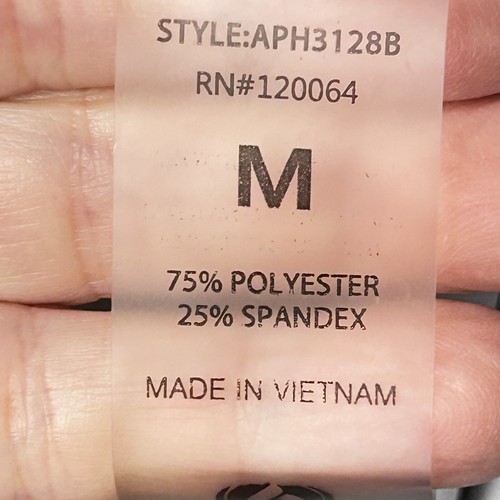 STYLE:APH3128B
RN#120064
M
75% POLYESTER
25% SPANDEX
MADE IN VIETNAM